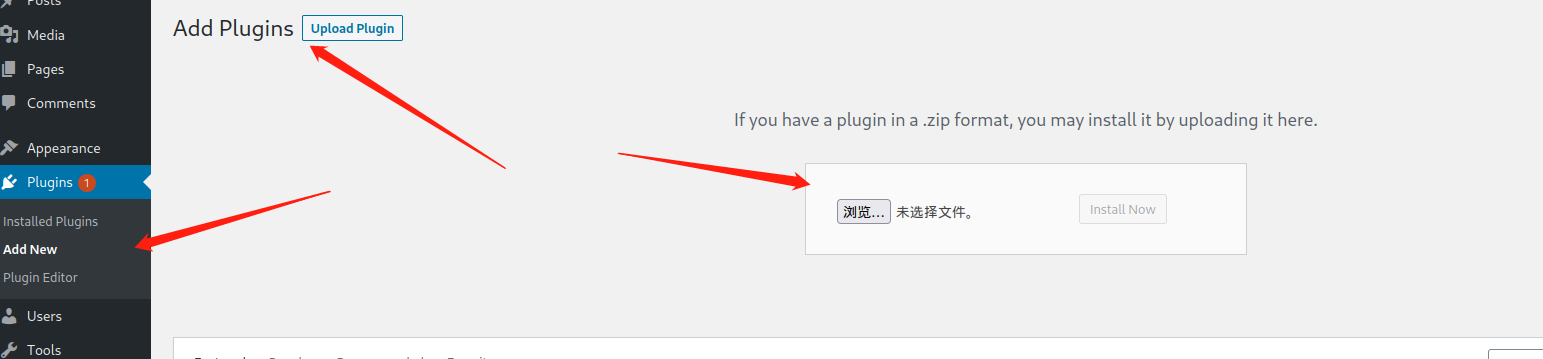 Posts
Media
Pages
Comments
Appearance
Plugins 1
Installed Plugins
Add New
Plugin Editor
Users
Tools
Add Plugins Upload Plugin
If you have a plugin in a .zip format, you may install it by uploading it here.
浏览... 未选择文件。 Install Now